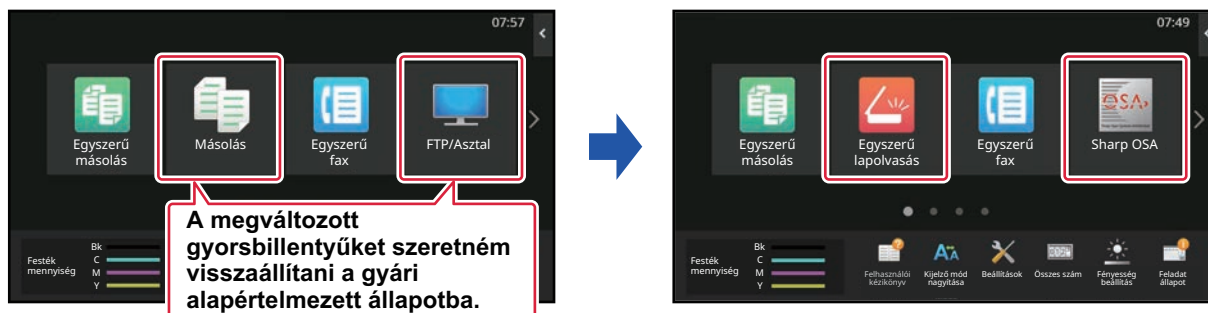 07:57
Egyszerű
másolás
Másolás
Egyszerű
fax
FTP/Asztal
A megváltozott
gyorsbillentyűket szeretném
visszaállítani a gyári
alapértelmezett állapotba.
Festék
mennyiség
Bk
C
M
Y
07:49
Egyszerű
másolás
Egyszerű
lapolvasás
Egyszerű
fax
OSA
Sharp OSA
Festék
mennyiség
Bk
C
M
Y
Felhasználói
kézikönyv
Kijelző mód
nagyítása
Beállítások
Összes szám
Fényesség
beállítás
Feladat
állapot